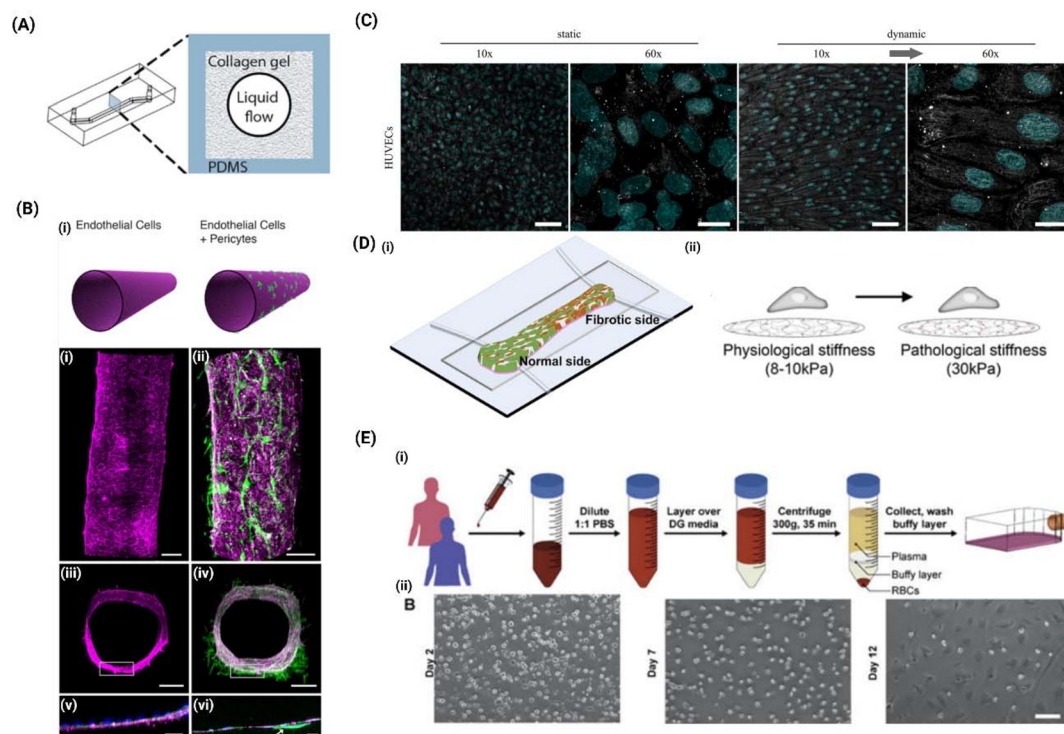 (A)
Collagen gel
Liquid
flow
PDMS
(B)
(i) Endothelial Cells
Endothelial Cells
+ Pericytes
(i)
(ii)
(iii)
(iv)
(v)
(vi)
(C)
static
dynamic
10x
60x
10x
60x
HUVECs
(D) (i)
Fibrotic side
Normal side
(ii)
Physiological stiffness
(8-10kPa)
Pathological stiffness
(30kPa)
(E)
(i)
Dilute
1:1 PBS
Layer over
DG media
Centrifuge
300g, 35 min
Collect, wash
buffy layer
Plasma
Buffy layer
RBCs
(ii)
B
Day 2
Day 7
Day 12